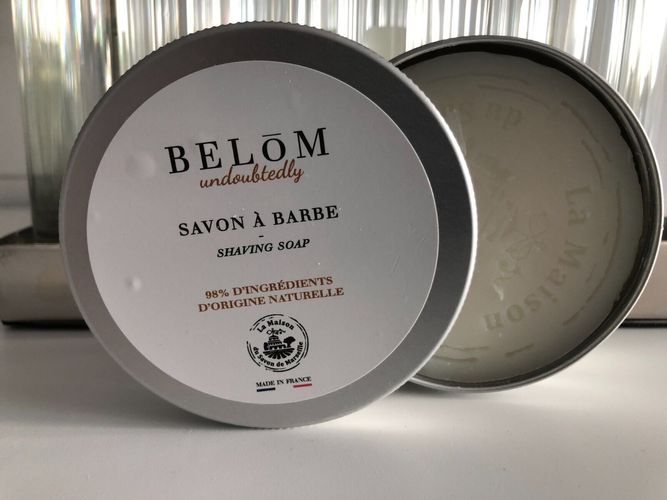 BELŌM
undoubtedly
SAVON À BARBE
-
SHAVING SOAP
98% D'INGRÉDIENTS
D'ORIGINE NATURELLE
La Maison
du Savon de Marseille
MADE IN FRANCE
La Maison
du S